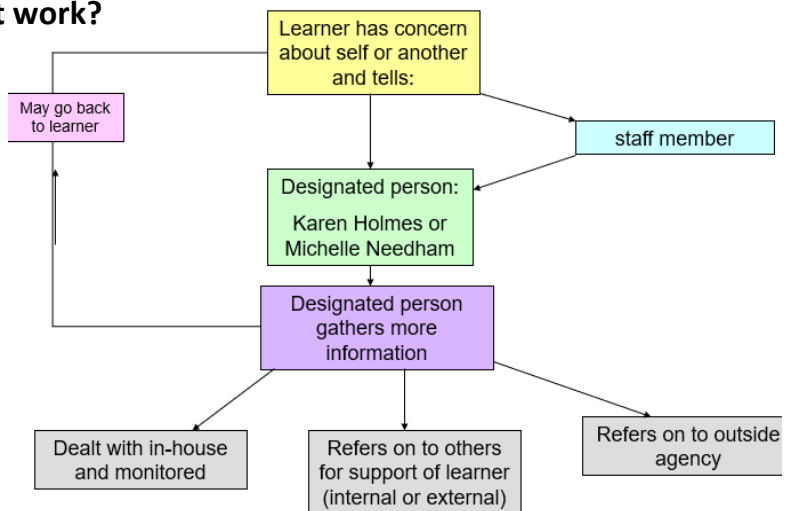 t work?
Learner has concern
about self or another
and tells:
May go back
to learner
staff member
Designated person:
Karen Holmes or
Michelle Needham
Designated person
gathers more
information
Dealt with in-house
and monitored
Refers on to others
for support of learner
(internal or external)
Refers on to outside
agency